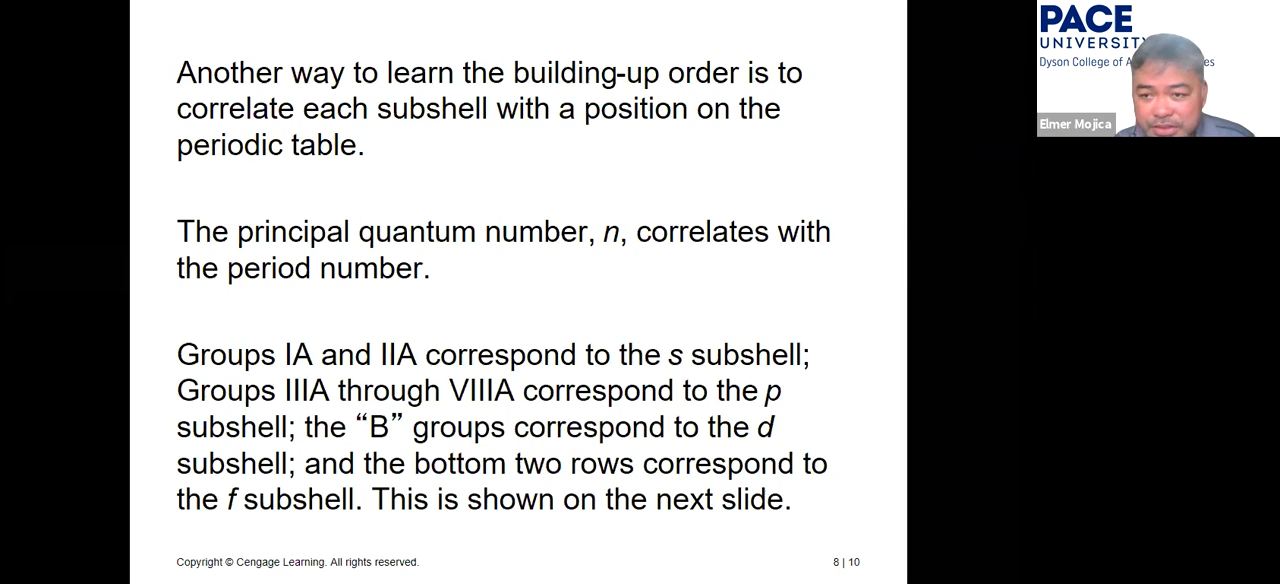 Another way to learn the building-up order is to
correlate each subshell with a position on the
periodic table.
The principal quantum number, n, correlates with
the period number.
Groups IA and IIA correspond to the s subshell;
Groups IIIA through VIIIA correspond to the p
subshell; the “B” groups correspond to the d
subshell; and the bottom two rows correspond to
the f subshell. This is shown on the next slide.
Copyright © Cengage Learning. All rights reserved.
8 | 10
PACE
UNIVERSITY
Dyson College of
Elmer Mojica